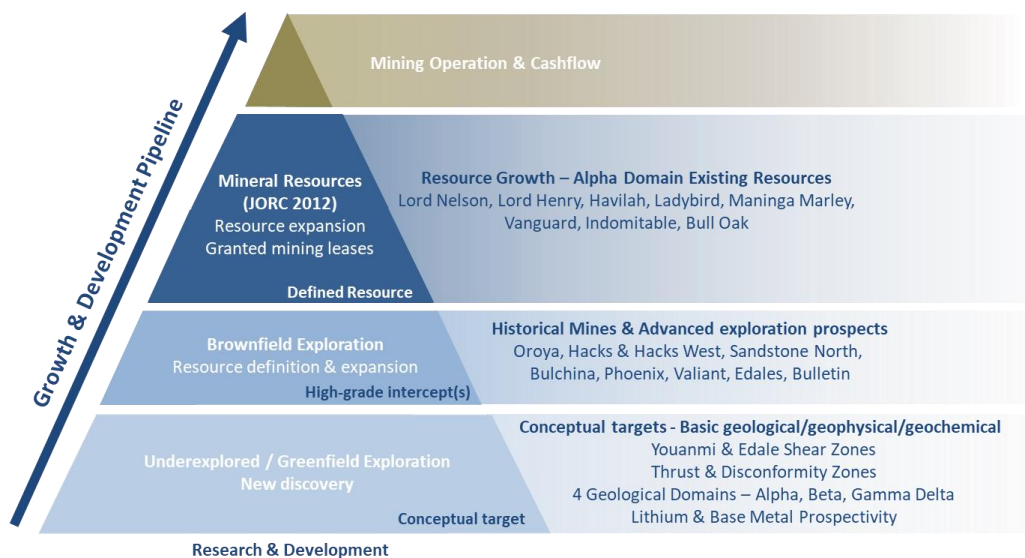 Growth & Development Pipeline
Mining Operation & Cashflow
Mineral Resources
(JORC 2012)
Resource expansion
Granted mining leases
Defined Resource
Resource Growth – Alpha Domain Existing Resources
Lord Nelson, Lord Henry, Havilah, Ladybird, Maninga Marley,
Vanguard, Indomitable, Bull Oak
Brownfield Exploration
Resource definition & expansion
High-grade intercept(s)
Historical Mines & Advanced exploration prospects
Oroya, Hacks & Hacks West, Sandstone North,
Bulchina, Phoenix, Valiant, Edales, Bulletin
Underexplored / Greenfield Exploration
New discovery
Conceptual target
Conceptual targets - Basic geological/geophysical/geochemical
Youanmi & Edale Shear Zones
Thrust & Disconformity Zones
4 Geological Domains – Alpha, Beta, Gamma Delta
Lithium & Base Metal Prospectivity
Research & Development